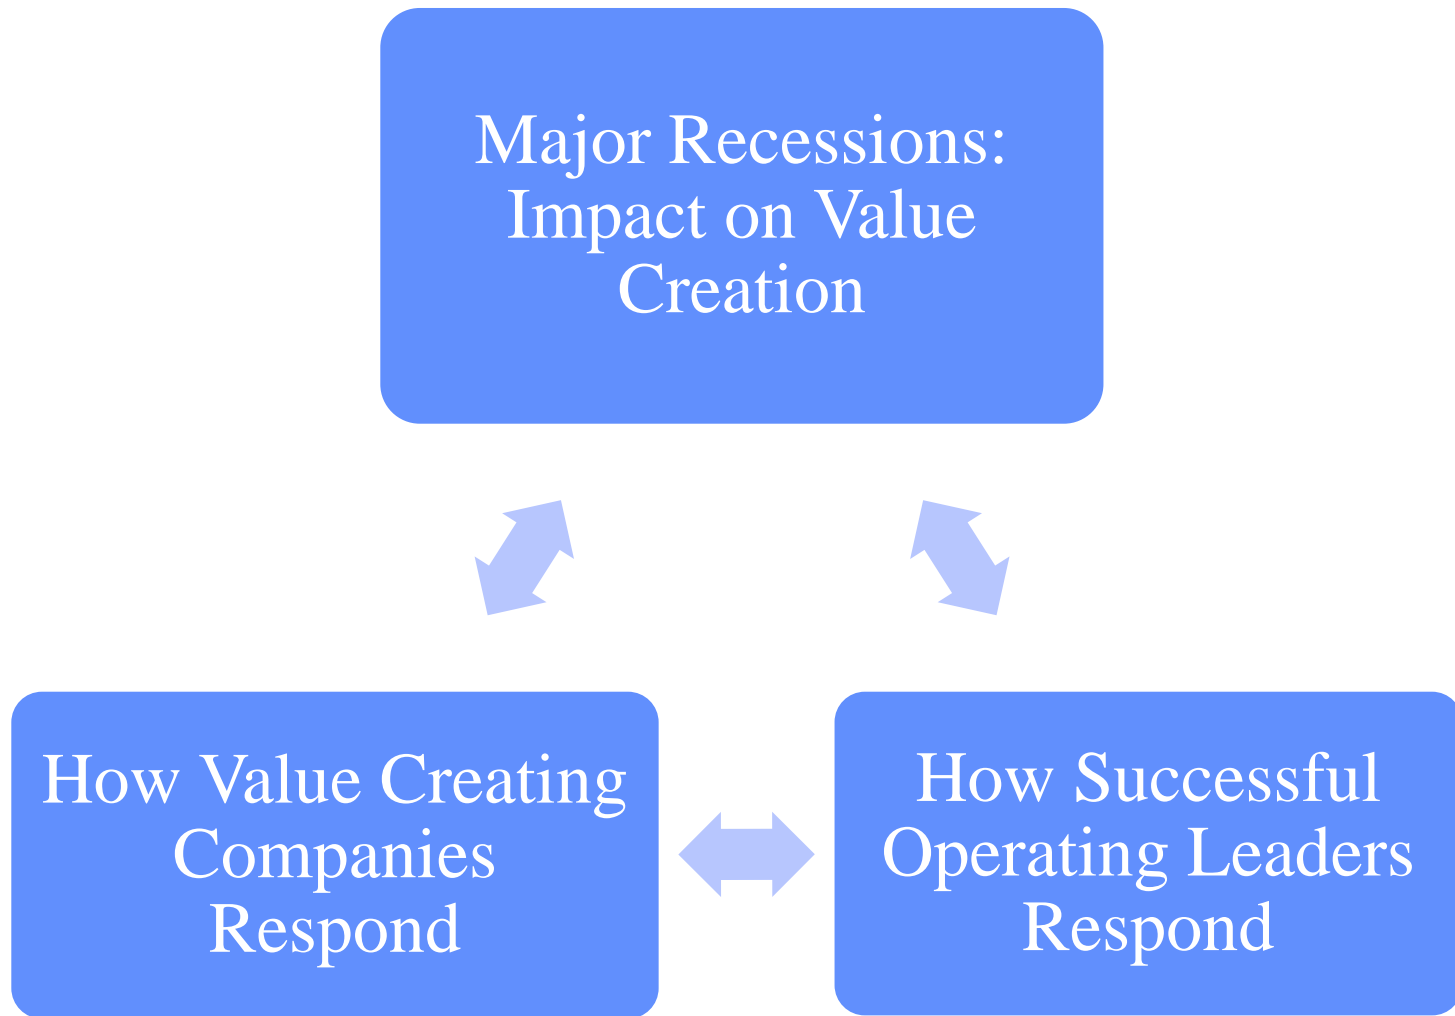 Major Recessions:
Impact on Value
Creation
How Value Creating
Companies
Respond
How Successful
Operating Leaders
Respond